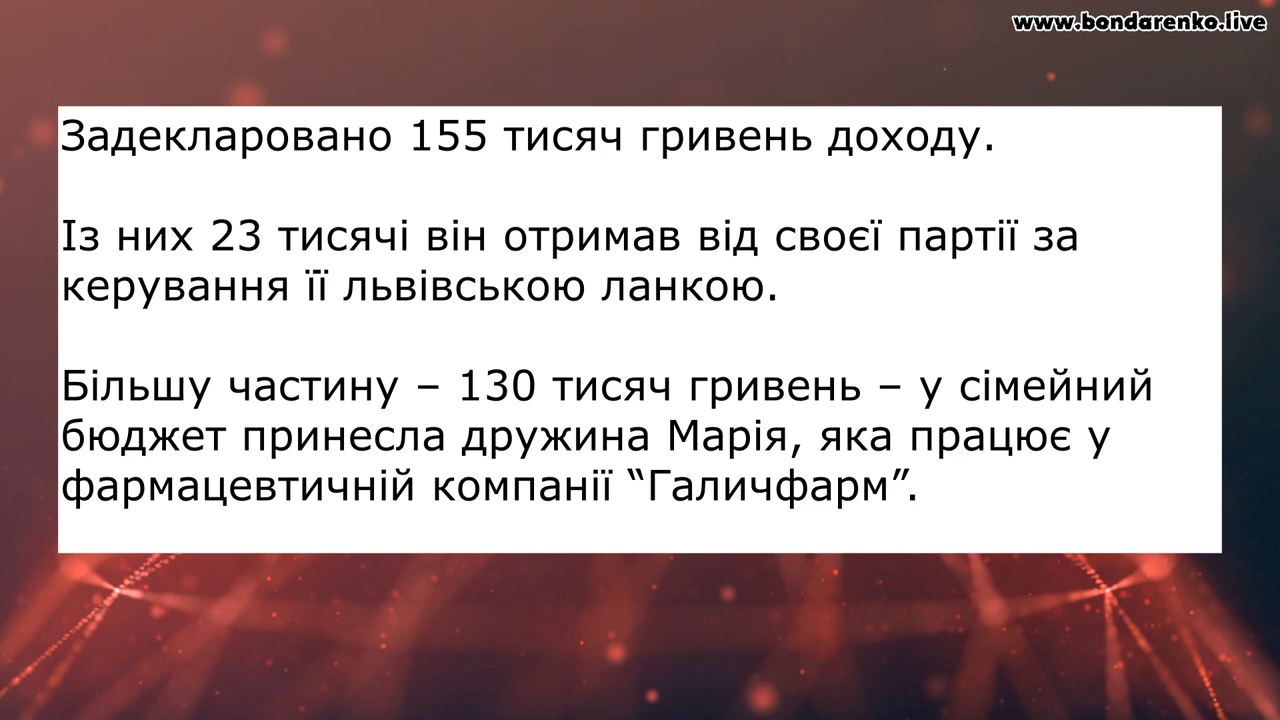 www.bondarenko.live
Задекларовано 155 тисяч гривень доходу.
Із них 23 тисячі він отримав від своєї партії за
керування її львівською ланкою.
Більшу частину – 130 тисяч гривень – у сімейний
бюджет принесла дружина Марія, яка працює у
фармацевтичній компанії “Галичфарм”.